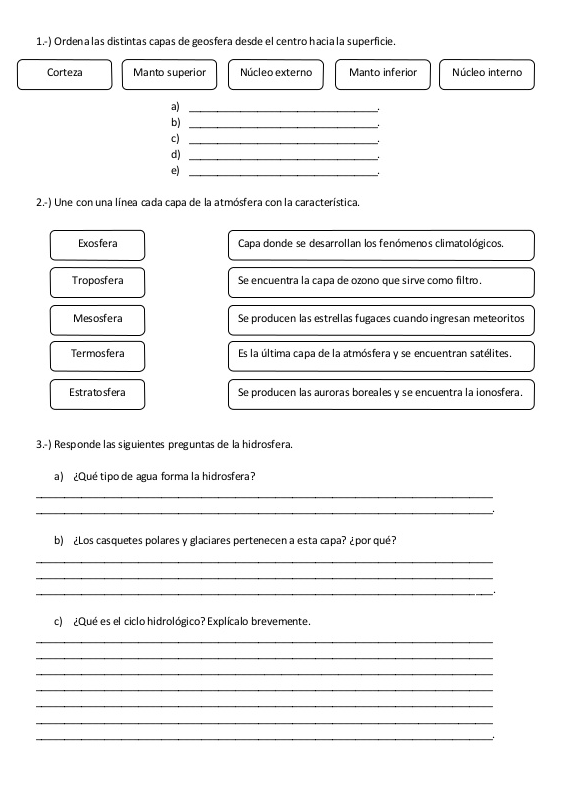 1.-) Ordena las distintas capas de geosfera desde el centro hacia la superficie.
Corteza Manto superior Núcleo externo Manto inferior Núcleo interno
a) ________________________________.
b) ________________________________.
c) ________________________________.
d) ________________________________.
e) ________________________________.
2.-) Une con una línea cada capa de la atmósfera con la característica.
Exosfera Capa donde se desarrollan los fenómenos climatológicos.
Troposfera Se encuentra la capa de ozono que sirve como filtro.
Mesosfera Se producen las estrellas fugaces cuando ingresan meteoritos
Termosfera Es la última capa de la atmósfera y se encuentran satélites.
Estratosfera Se producen las auroras boreales y se encuentra la ionosfera.
3.-) Responde las siguientes preguntas de la hidrosfera.
a) ¿Qué tipo de agua forma la hidrosfera?
b) ¿Los casquetes polares y glaciares pertenecen a esta capa? ¿por qué?
c) ¿Qué es el ciclo hidrológico? Explícalo brevemente.